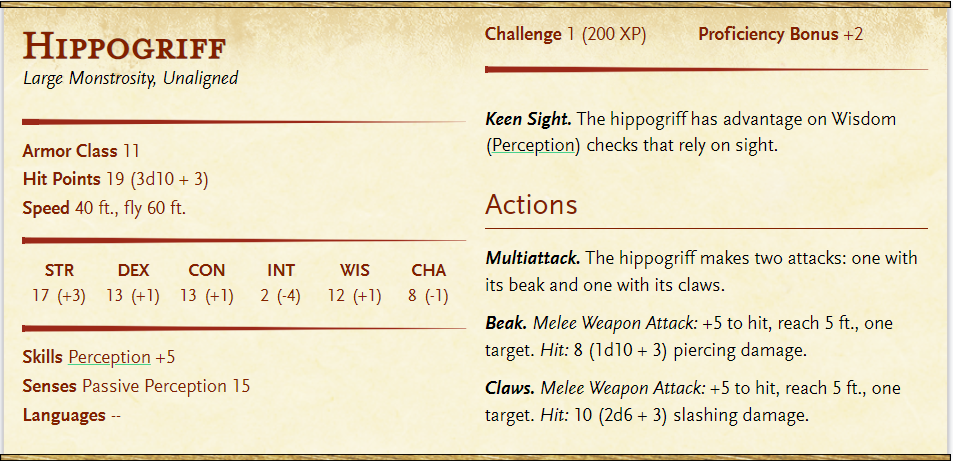 HIPPOGRIFF
Large Monstrosity, Unaligned
Armor Class 11
Hit Points 19 (3d10 + 3)
Speed 40 ft., fly 60 ft.
STR DEX CON INT WIS CHA
17 (+3) 13 (+1) 13 (+1) 2 (-4) 12 (+1) 8 (-1)
Skills Perception +5
Senses Passive Perception 15
Languages --
Challenge 1 (200 XP) Proficiency Bonus +2
Keen Sight. The hippogriff has advantage on Wisdom
(Perception) checks that rely on sight.
Actions
Multiattack. The hippogriff makes two attacks: one with
its beak and one with its claws.
Beak. Melee Weapon Attack: +5 to hit, reach 5 ft., one
target. Hit: 8 (1d10 + 3) piercing damage.
Claws. Melee Weapon Attack: +5 to hit, reach 5 ft., one
target. Hit: 10 (2d6 + 3) slashing damage.